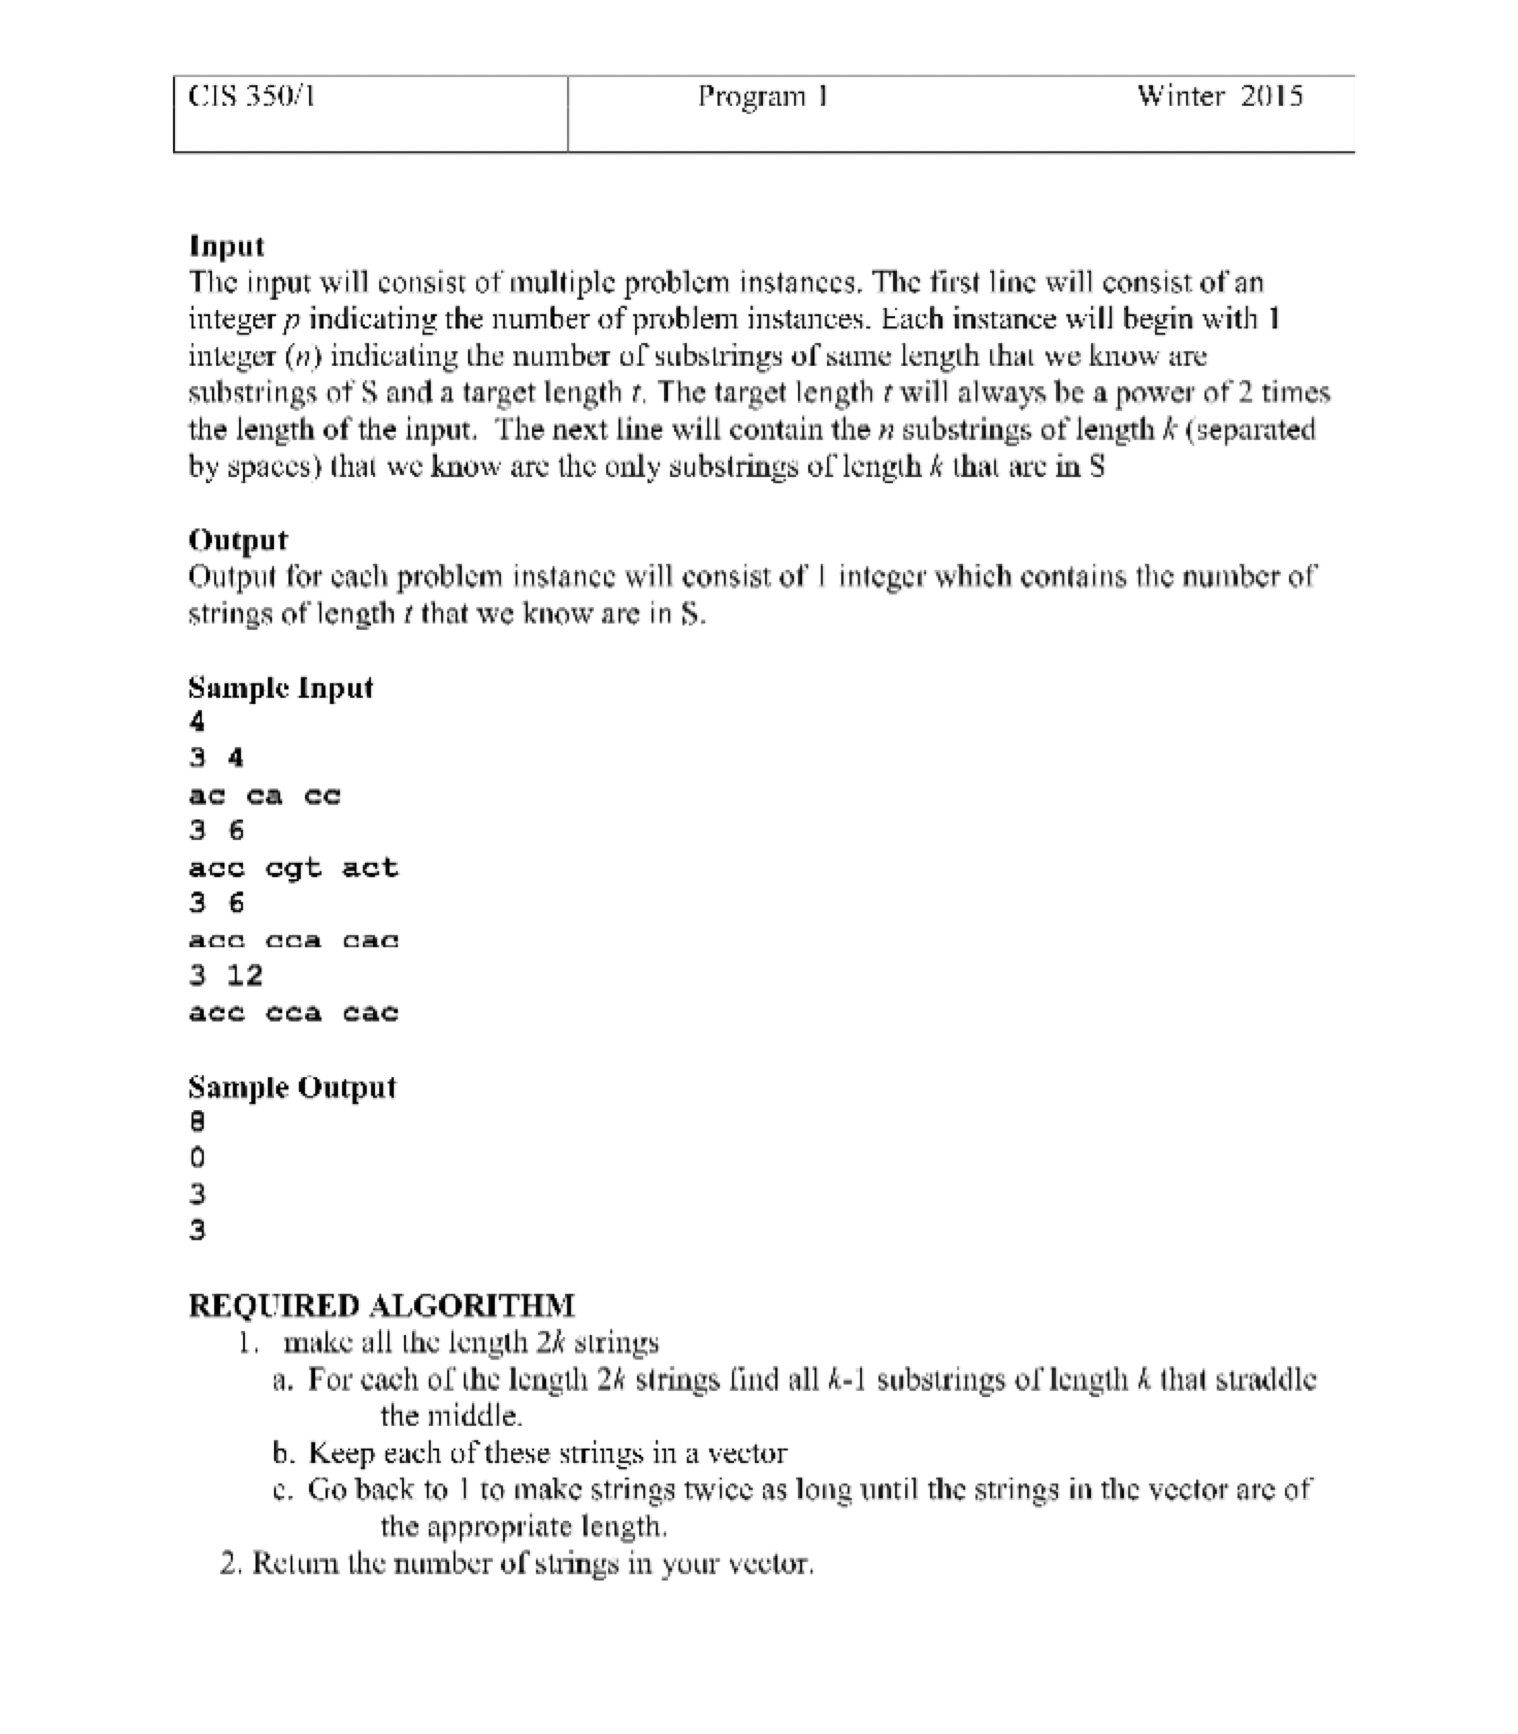 CIS 350/1 Program 1 Winter 2015
Input
The input will consist of multiple problem instances. The first line will consist of an
integer p indicating the number of problem instances. Each instance will begin with 1
integer (n) indicating the number of substrings of same length that we know are
substrings of S and a target length t. The target length t will always be a power of 2 times
the length of the input. The next line will contain the n substrings of length k (separated
by spaces) that we know are the only substrings of length k that are in S
Output
Output for each problem instance will consist of 1 integer which contains the number of
strings of length t that we know are in S.
Sample Input
4
3 4
ac ca cc
3 6
acc cgt act
3 6
acc cca cac
3 12
acc cca cac
Sample Output
8
0
3
3
REQUIRED ALGORITHM
1. make all the length 2k strings
a. For each of the length 2k strings find all k-1 substrings of length k that straddle
the middle.
b. Keep each of these strings in a vector
c. Go back to 1 to make strings twice as long until the strings in the vector are of
the appropriate length.
2. Return the number of strings in your vector.